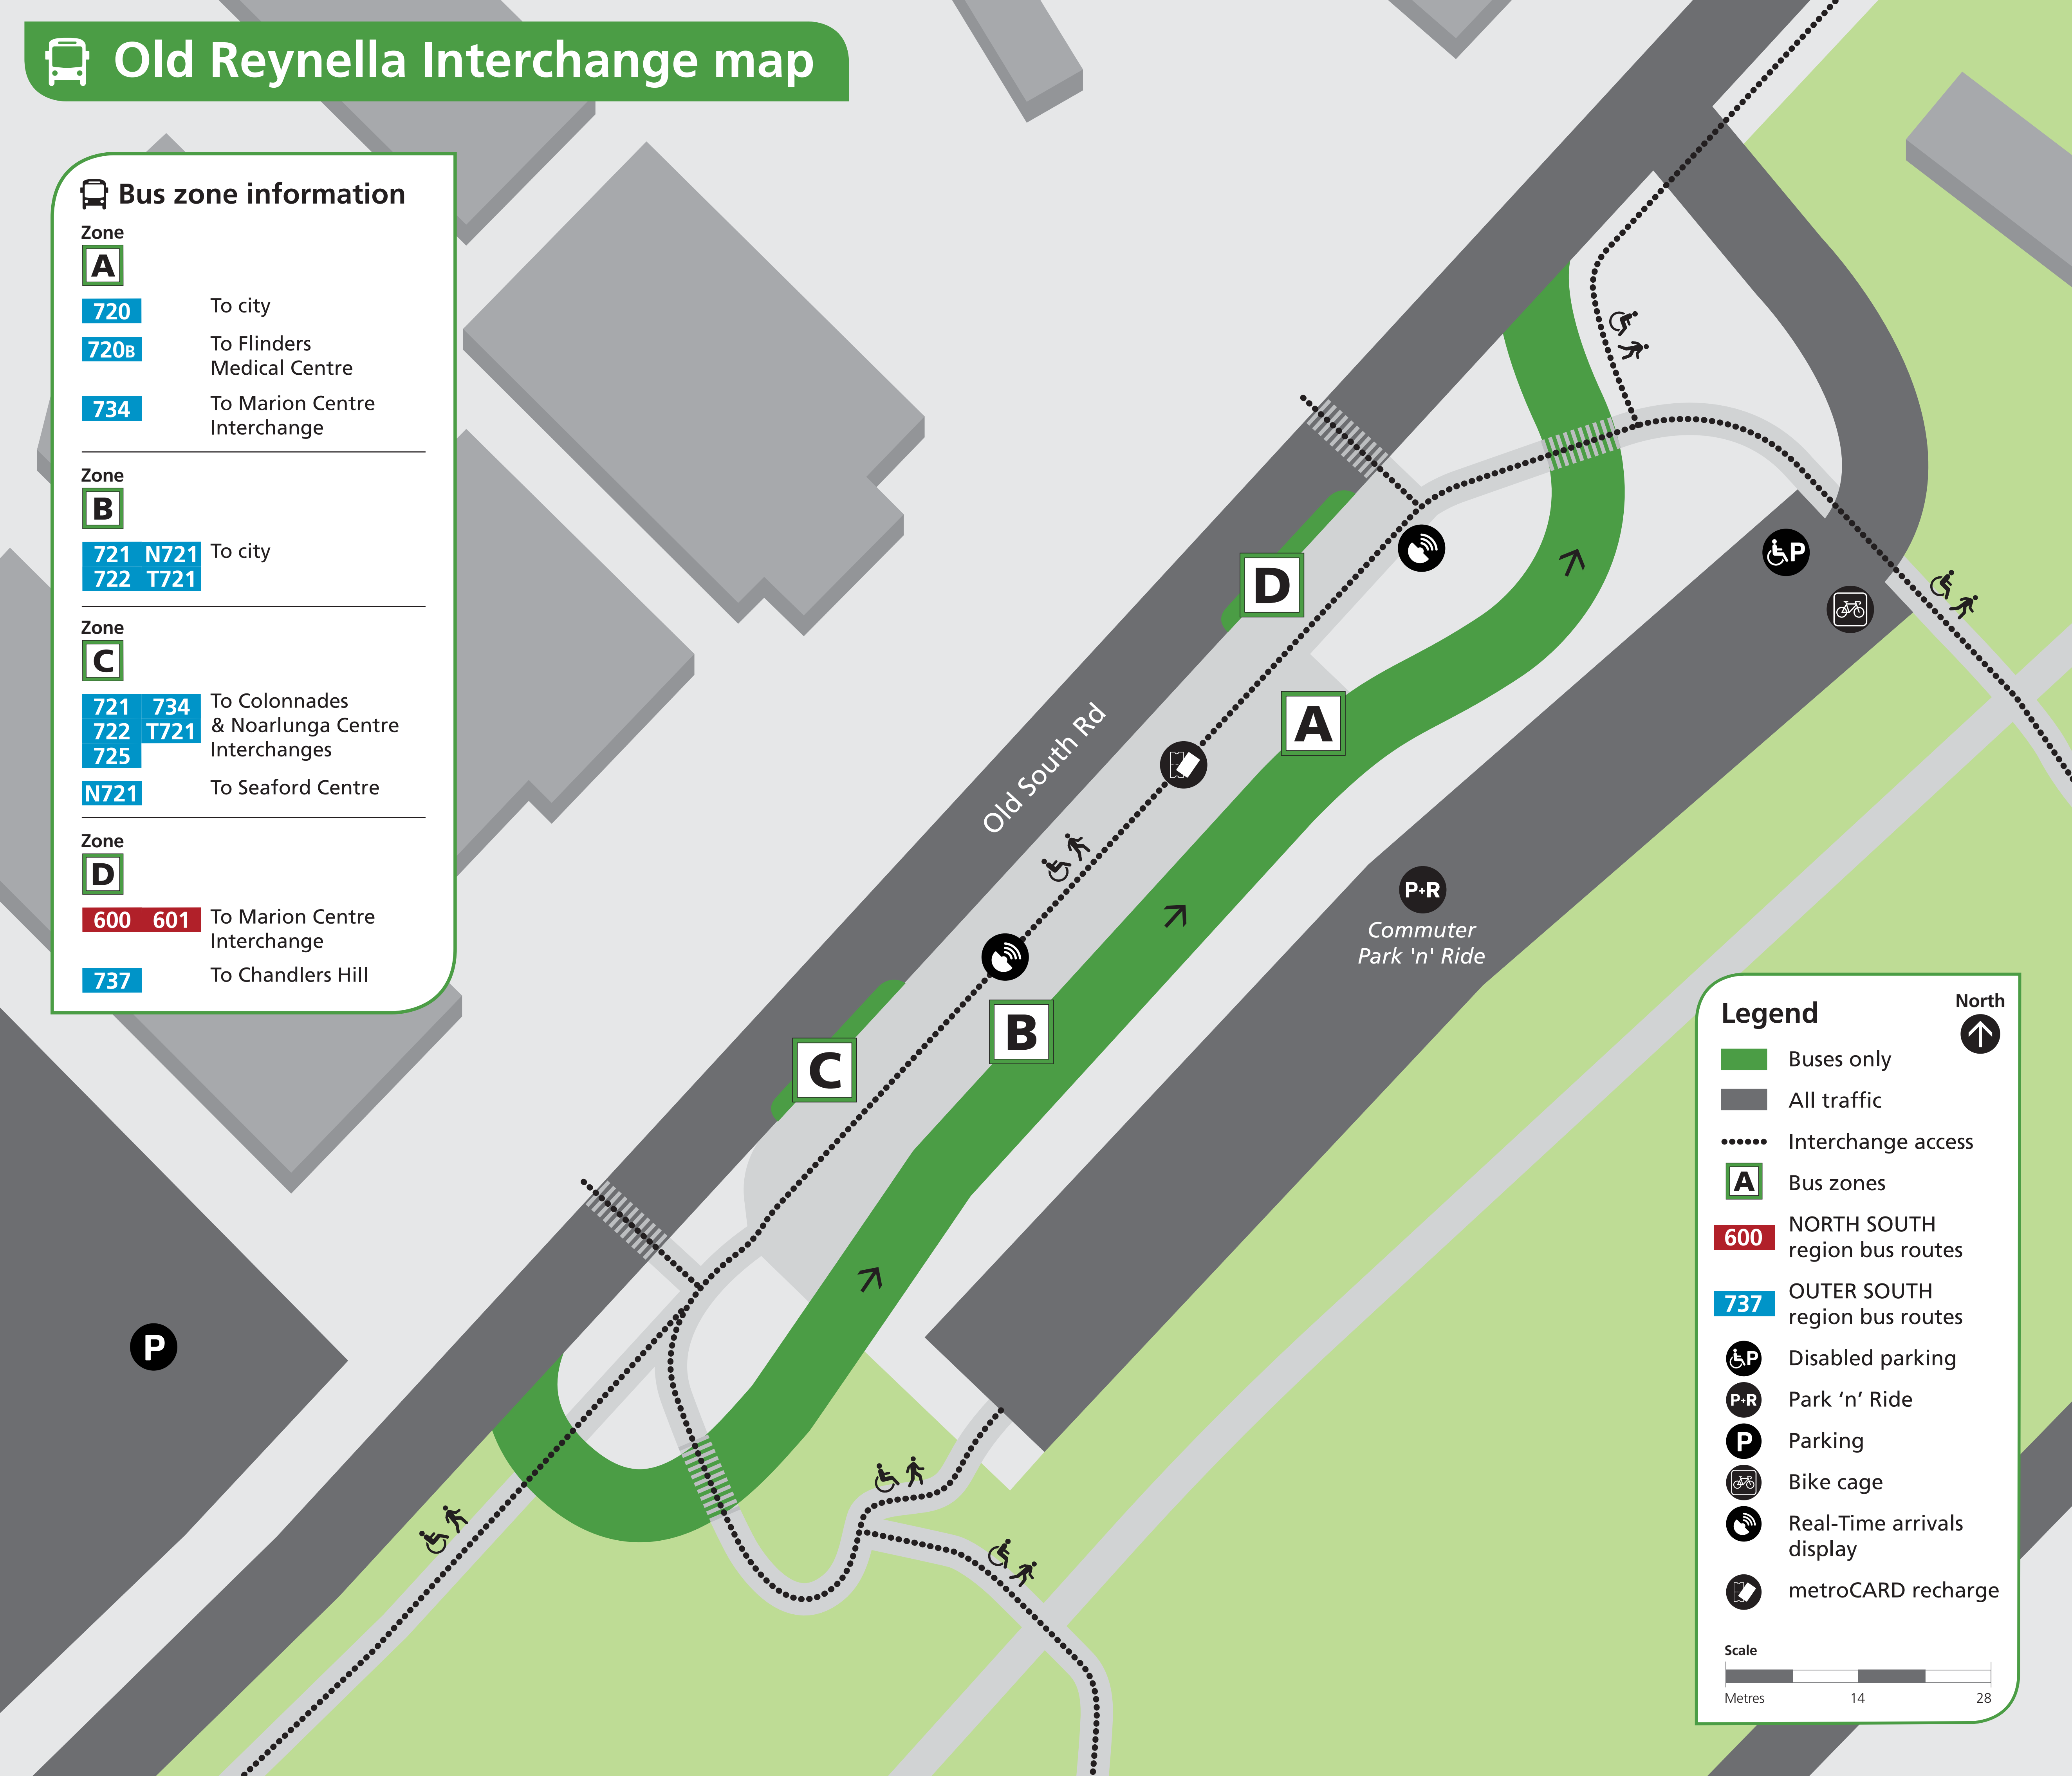 Old Reynella Interchange map
Bus zone information
Zone
A
720 To city
720B To Flinders
Medical Centre
734 To Marion Centre
Interchange
Zone
B
721 N721 To city
722 T721
Zone
C
721 734 To Colonnades
722 T721 & Noarlunga Centre
725 Interchanges
N721 To Seaford Centre
Zone
D
600 601 To Marion Centre
Interchange
737 To Chandlers Hill
D
P
A
Old South Rd
P+R
Commuter
Park 'n' Ride
B
C
P
Legend
North
Buses only
All traffic
Interchange access
A Bus zones
600 NORTH SOUTH
region bus routes
737 OUTER SOUTH
region bus routes
P Disabled parking
P+R Park ‘n’ Ride
P Parking
Bike cage
Real-Time arrivals
display
metroCARD recharge
Scale
Metres 14 28